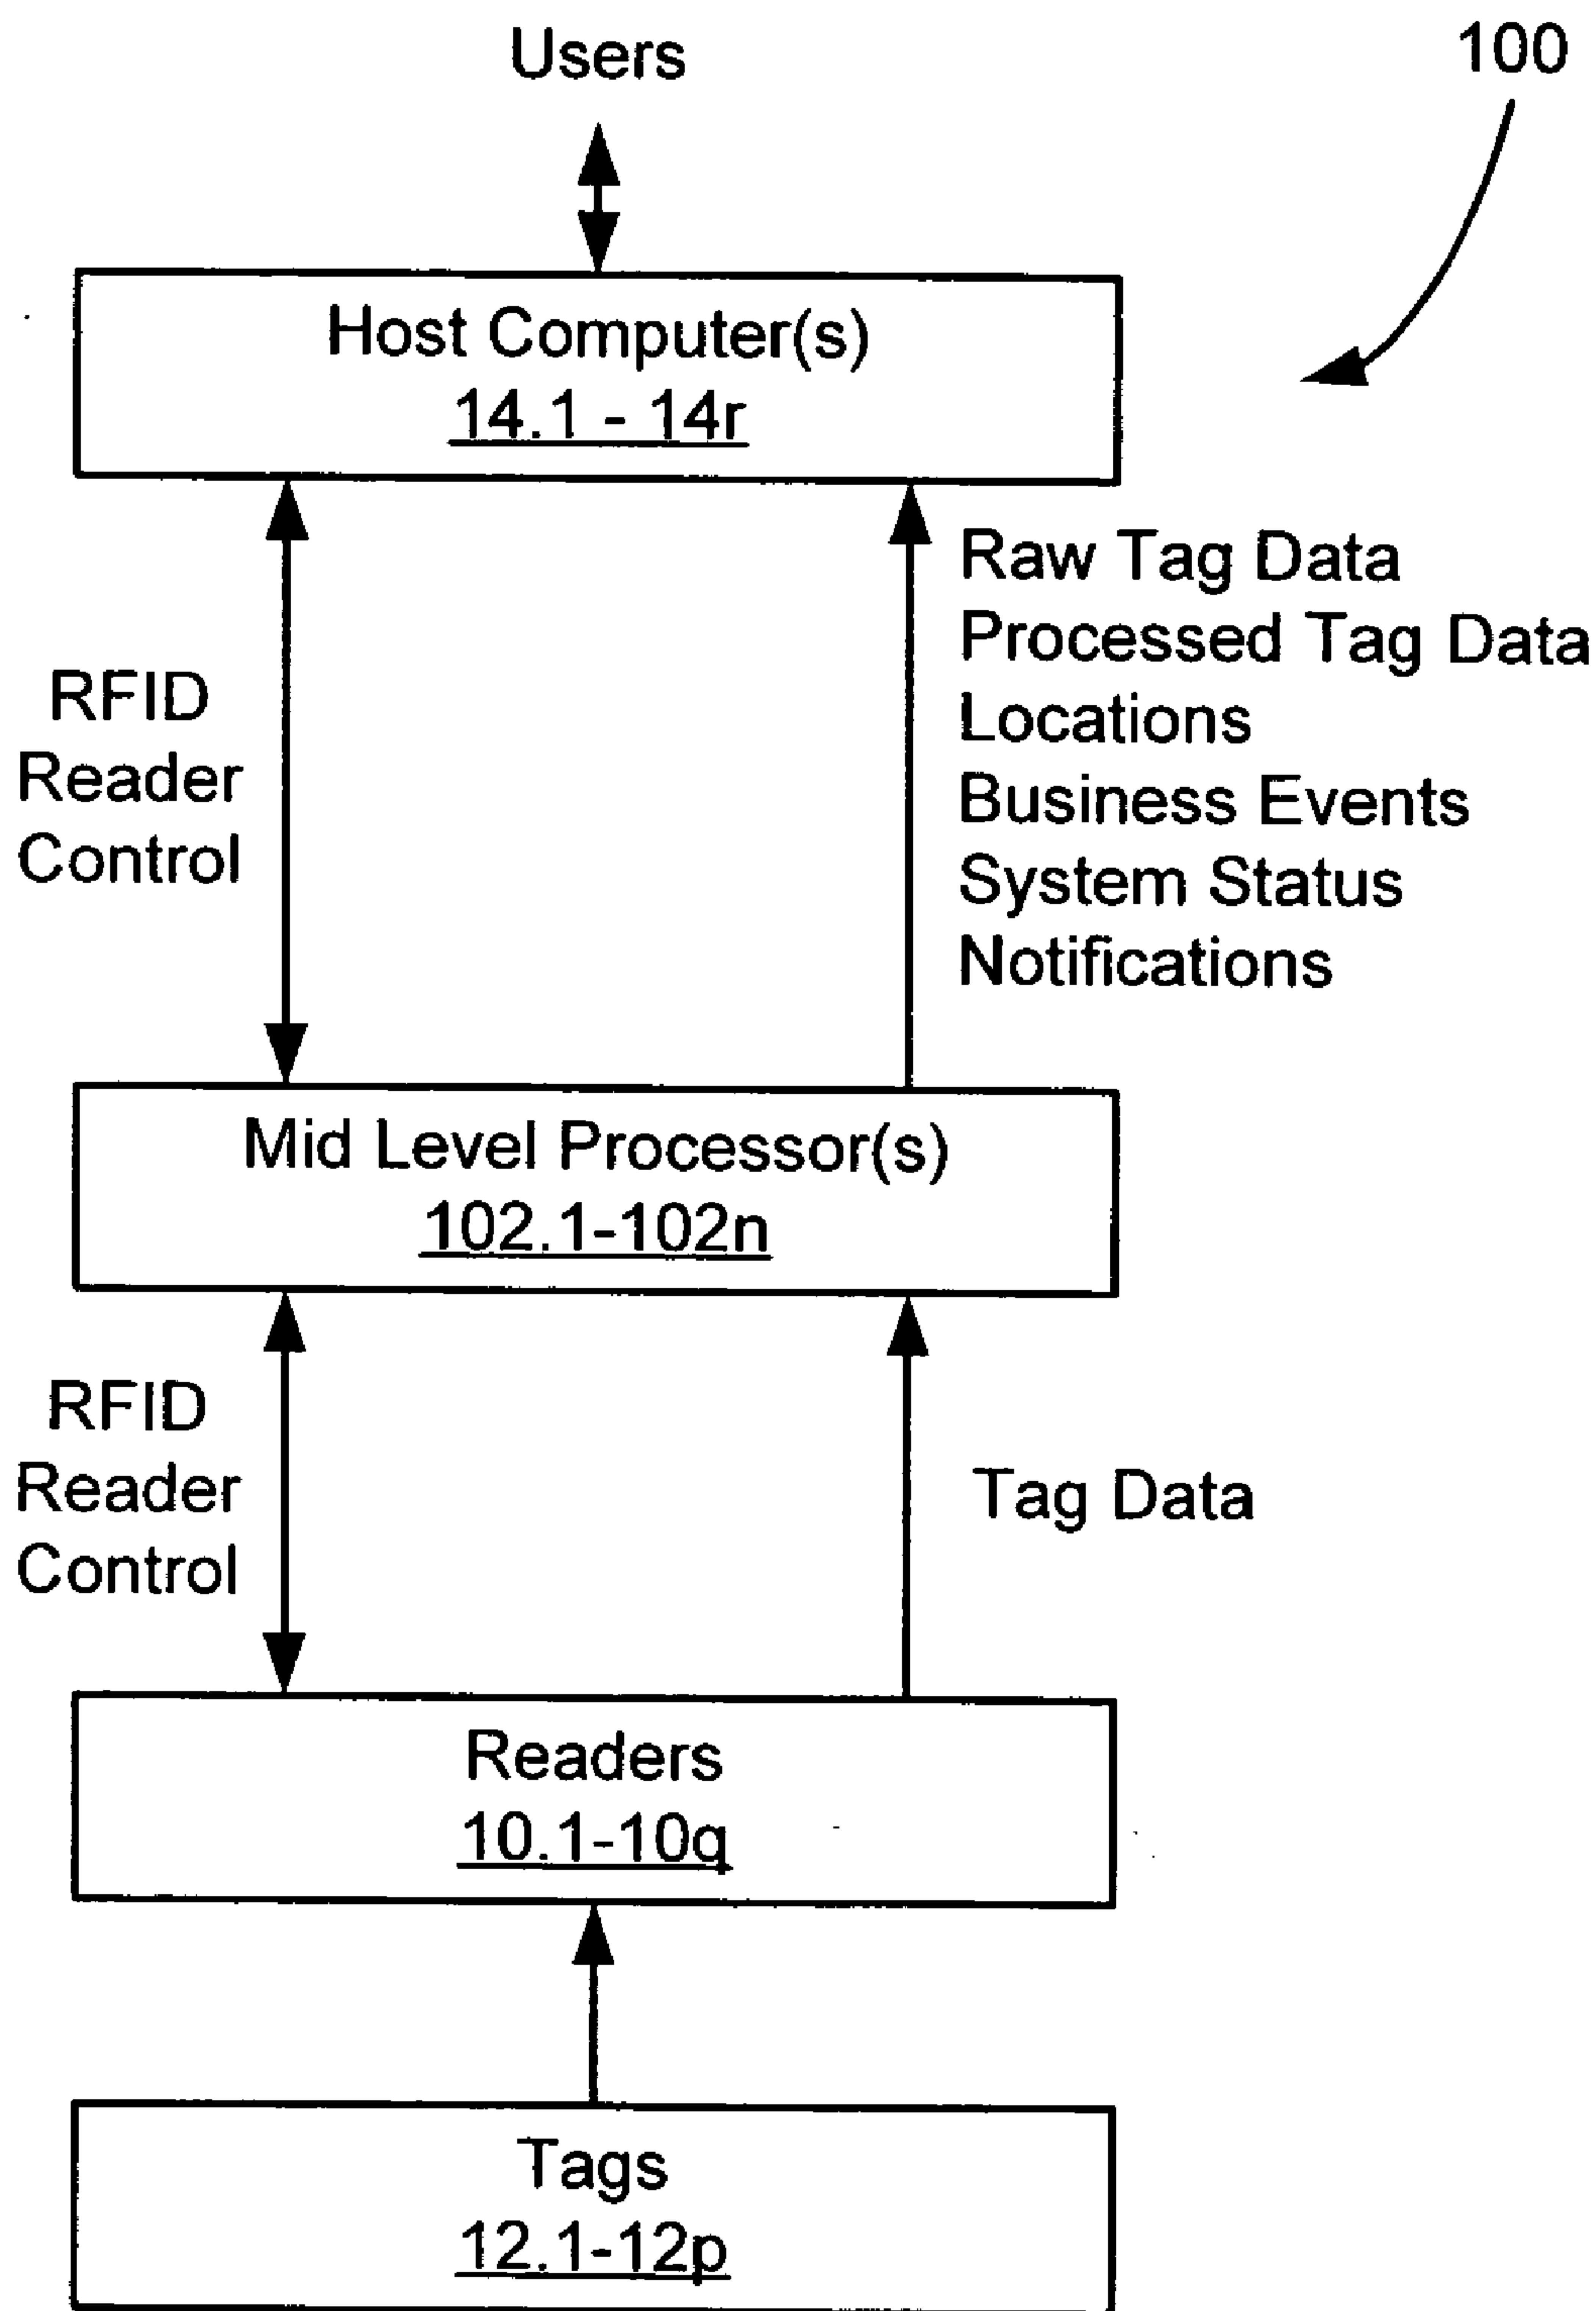 Users
100
Host Computer(s)
14.1 - 14r
RFID
Reader
Control
Raw Tag Data
Processed Tag Data
Locations
Business Events
System Status
Notifications
Mid Level Processor(s)
102.1-102n
RFID
Reader
Control
Tag Data
Readers
10.1-10q
Tags
12.1-12p